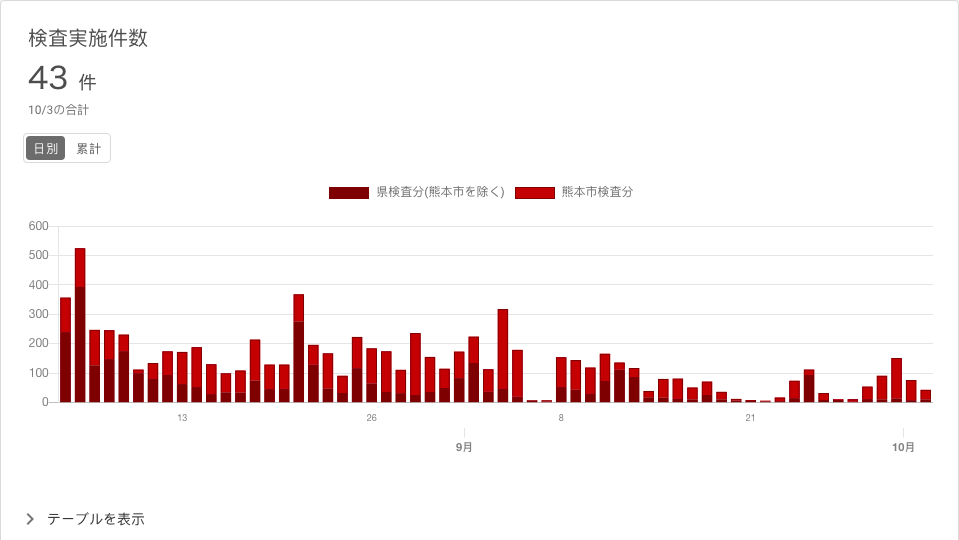 検査実施件数
43 件
10/3の合計
日別 累計
県検査分(熊本市を除く) 熊本市検査分
600
500
400
300
200
100
0
13 26 8 21
9月 10月
テーブルを表示